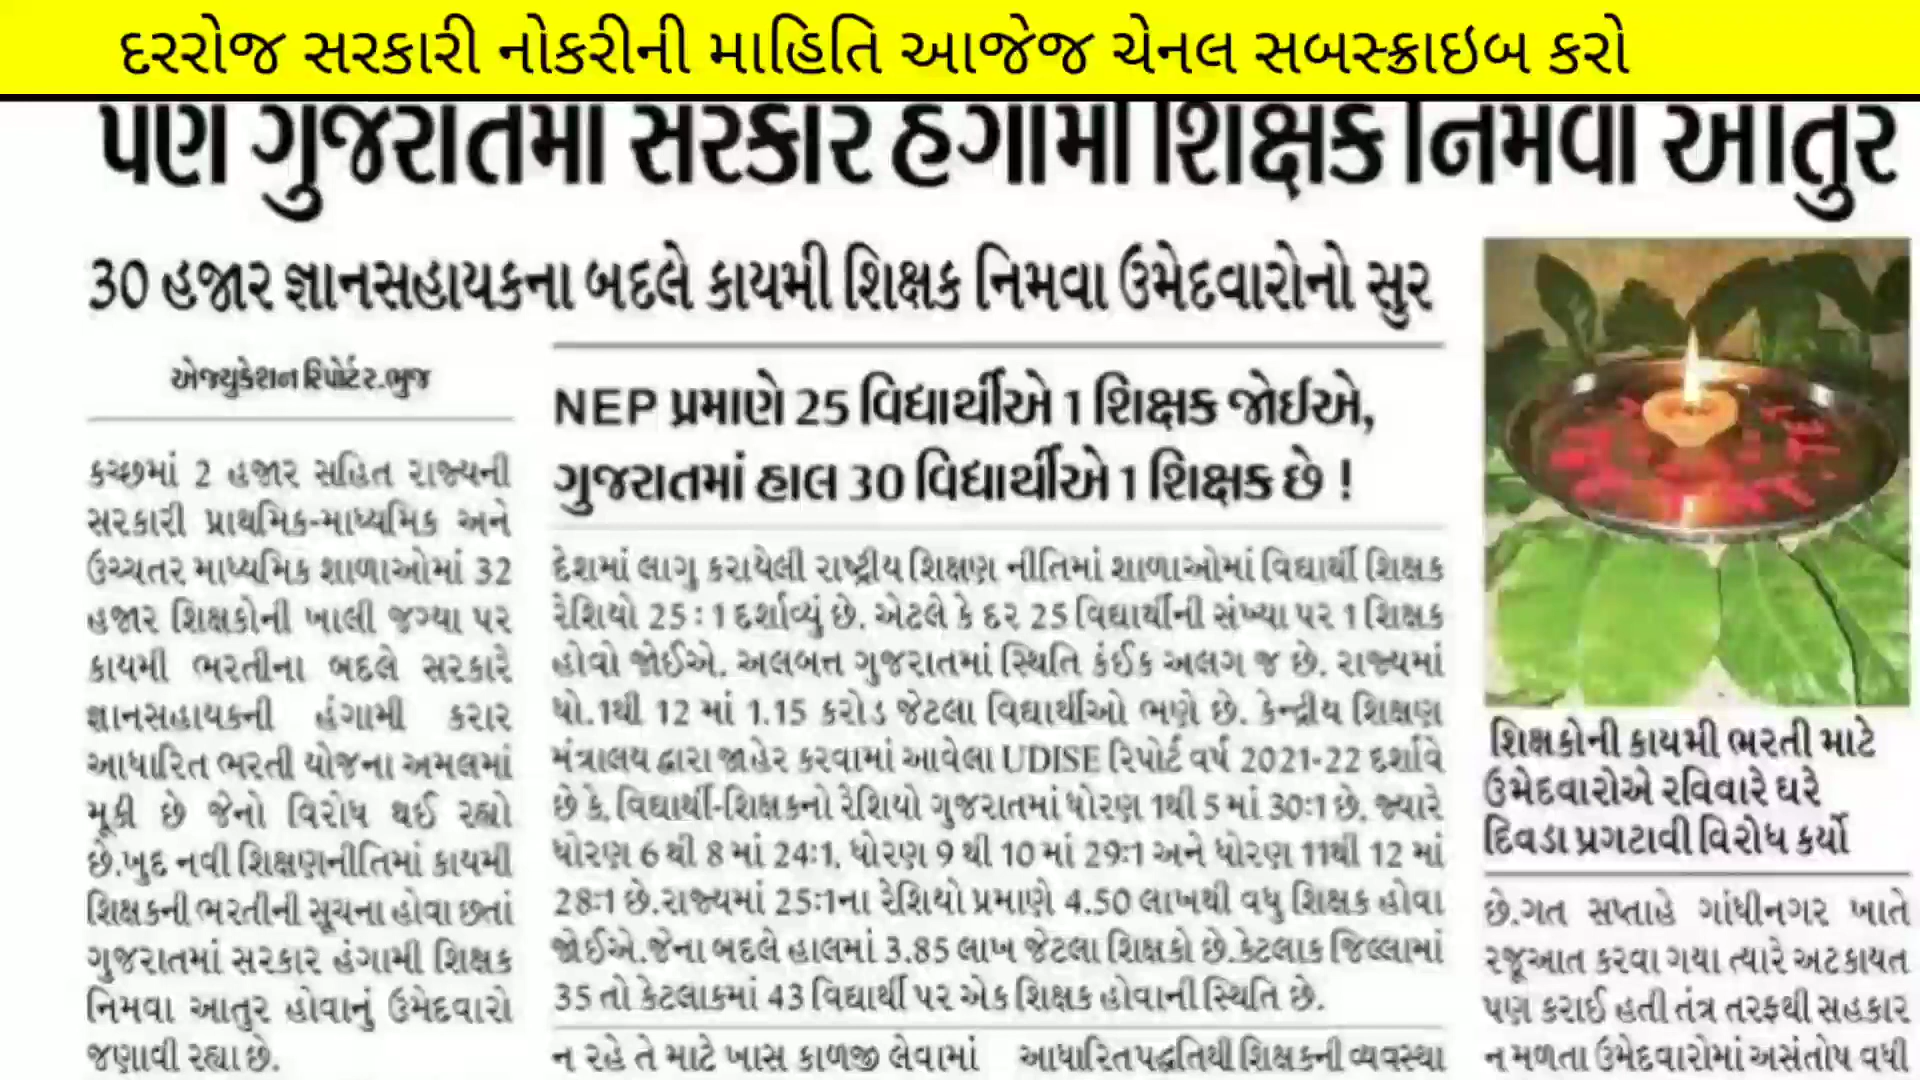 દરરોજ સરકારી નોકરીની માહિતિ આજેજ ચેનલ સબસ્ક્રાઇબ કરો
પણ ગુજરાતમાં સરકાર હંગામી શિક્ષક નિમવા આતુર
30 હજાર જ્ઞાનસહાયકના બદલે કાયમી શિક્ષક નિમવા ઉમેદવારોનો સુર
એજ્યુકેશન રિપોર્ટર.ભુજ
કચ્છમાં 2 હજાર સહિત રાજ્યની
સરકારી પ્રાથમિક-માધ્યમિક અને
ઉચ્ચતર માધ્યમિક શાળાઓમાં 32
હજાર શિક્ષકોની ખાલી જગ્યા પર
કાયમી ભરતીના બદલે સરકારે
જ્ઞાનસહાયકની હંગામી કરાર
આધારિત ભરતી યોજના અમલમાં
મૂકી છે જેનો વિરોધ થઈ રહ્યો
છે.ખુદ નવી શિક્ષણનીતિમાં કાયમી
શિક્ષકની ભરતીની સૂચના હોવા છતાં
ગુજરાતમાં સરકાર હંગામી શિક્ષક
નિમવા આતુર હોવાનું ઉમેદવારો
જણાવી રહ્યા છે.
NEP પ્રમાણે 25 વિદ્યાર્થીએ 1 શિક્ષક જોઈએ,
ગુજરાતમાં હાલ 30 વિદ્યાર્થીએ 1 શિક્ષક છે !
દેશમાં લાગુ કરાયેલી રાષ્ટ્રીય શિક્ષણ નીતિમાં શાળાઓમાં વિદ્યાર્થી શિક્ષક
રેશિયો 25 : 1 દર્શાવ્યું છે. એટલે કે દર 25 વિદ્યાર્થીની સંખ્યા પર 1 શિક્ષક
હોવો જોઈએ. અલબત્ત ગુજરાતમાં સ્થિતિ કંઈક અલગ જ છે. રાજ્યમાં
ધો.1થી 12 માં 1.15 કરોડ જેટલા વિદ્યાર્થીઓ ભણે છે. કેન્દ્રીય શિક્ષણ
મંત્રાલય દ્વારા જાહેર કરવામાં આવેલા UDISE રિપોર્ટ વર્ષ 2021-22 દર્શાવે
છે કે, વિદ્યાર્થી-શિક્ષકનો રેશિયો ગુજરાતમાં ધોરણ 1થી 5 માં 30:1 છે. જ્યારે
ધોરણ 6 થી 8 માં 24:1, ધોરણ 9 થી 10 માં 29:1 અને ધોરણ 11થી 12 માં
28:1 છે.રાજ્યમાં 25:1ના રેશિયો પ્રમાણે 4.50 લાખથી વધુ શિક્ષક હોવા
જોઈએ.જેના બદલે હાલમાં 3.85 લાખ જેટલા શિક્ષકો છે.કેટલાક જિલ્લામાં
35 તો કેટલાકમાં 43 વિદ્યાર્થી પર એક શિક્ષક હોવાની સ્થિતિ છે.
ન રહે તે માટે ખાસ કાળજી લેવામાં
આધારિતપદ્ધતિથી શિક્ષકની વ્યવસ્થા
શિક્ષકોની કાયમી ભરતી માટે
ઉમેદવારોએ રવિવારે ઘરે
દિવડા પ્રગટાવી વિરોધ કર્યો
છે.ગત સપ્તાહે ગાંધીનગર ખાતે
રજૂઆત કરવા ગયા ત્યારે અટકાયત
પણ કરાઈ હતી તંત્ર તરફથી સહકાર
ન મળતા ઉમેદવારોમાં અસંતોષ વધી